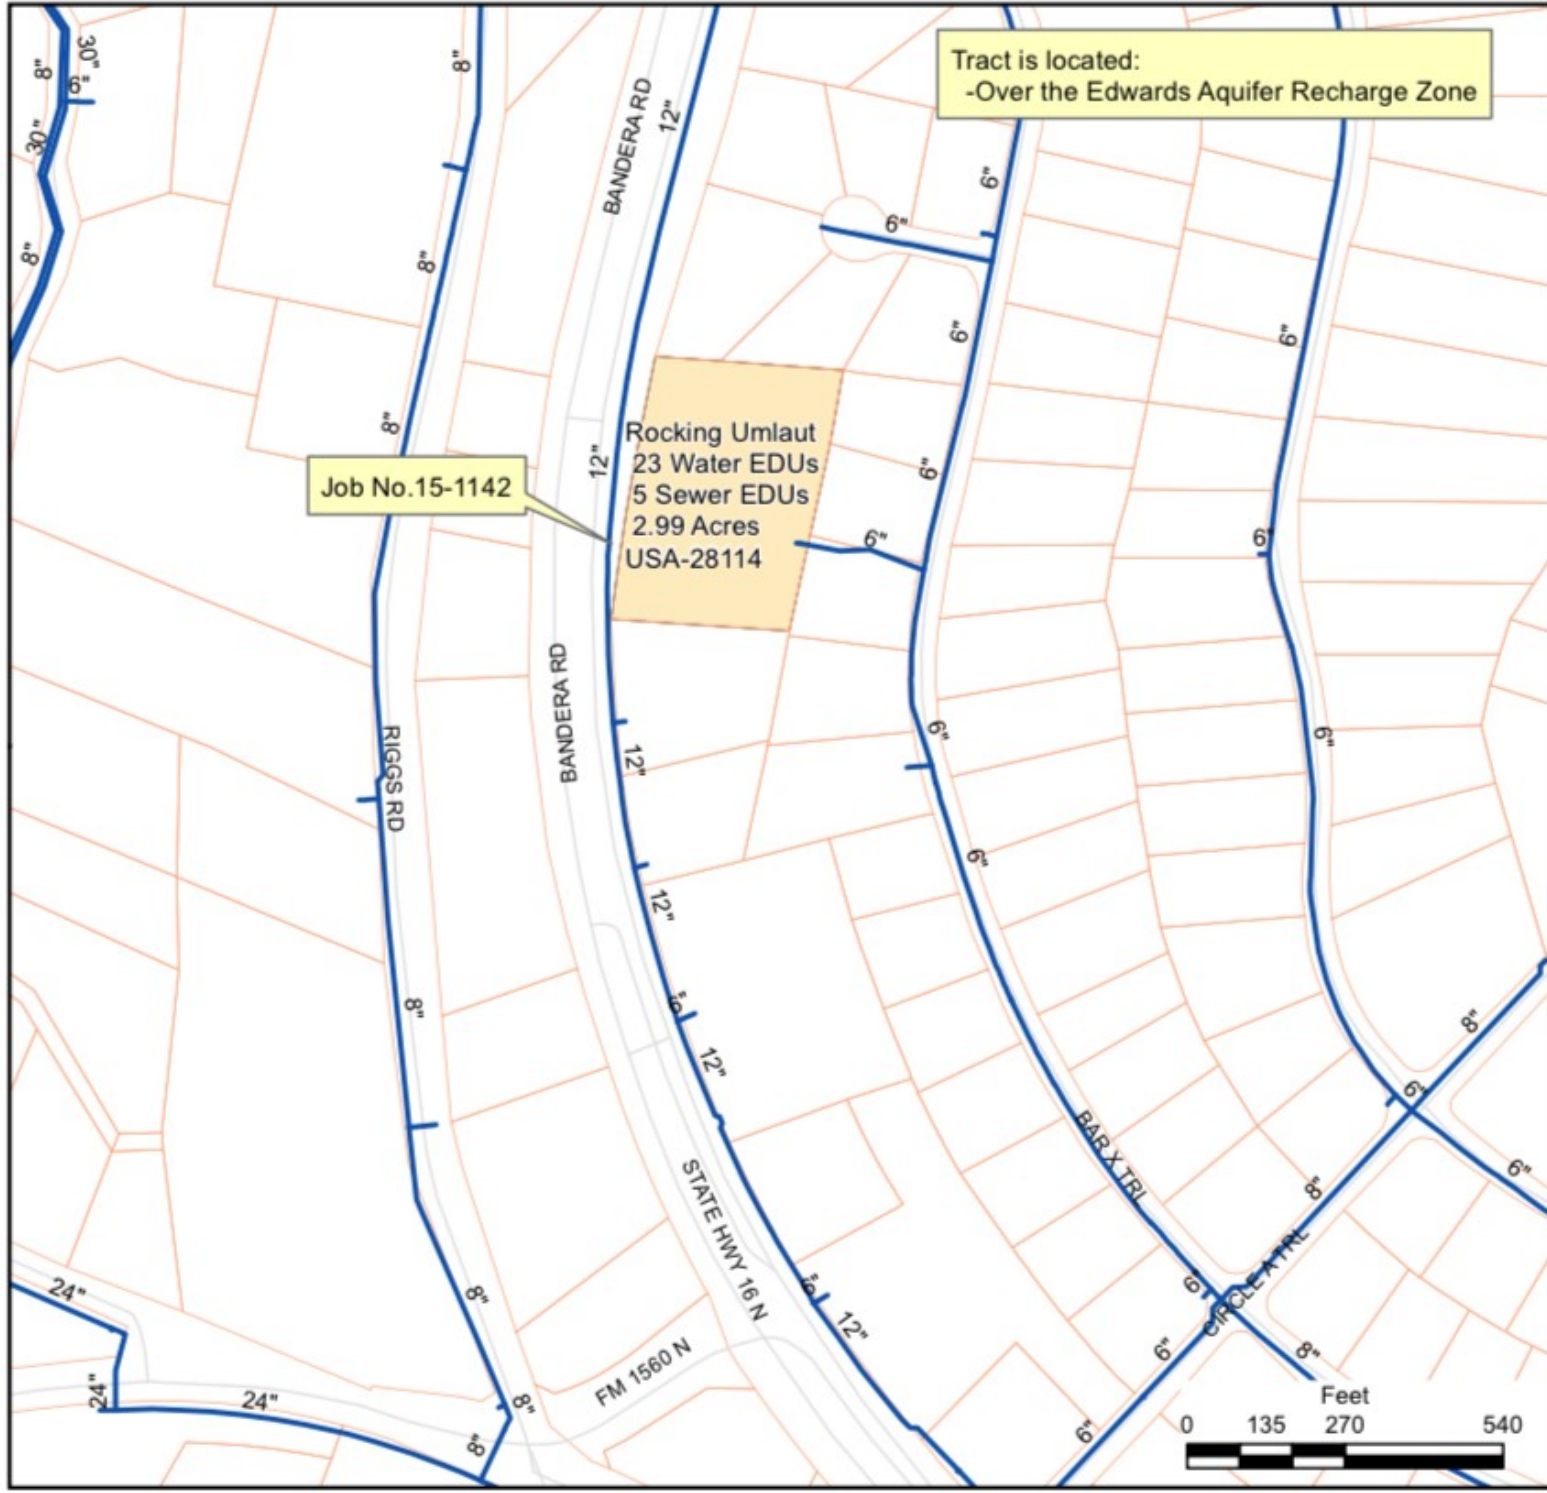 Tract is located:
-Over the Edwards Aquifer Recharge Zone
30"
8"
6"
30"
8"
8"
BANDERA RD
12"
6"
6"
8"
6"
6"
8"
Rocking Umlaut
23 Water EDUs
5 Sewer EDUs
2.99 Acres
USA-28114
12"
6"
Job No.15-1142
6"
6"
BANDERA RD
12"
6"
6"
RIGGS RD
6"
12"
8"
6"
12"
8"
6"
BAR X TRL
6"
8"
STATE HWY 16 N
CIRCLE A TRL
24"
8"
6"
12"
6"
6"
8"
FM 1560 N
24"
24"
8"
8"
6"
Feet
0 135 270 540